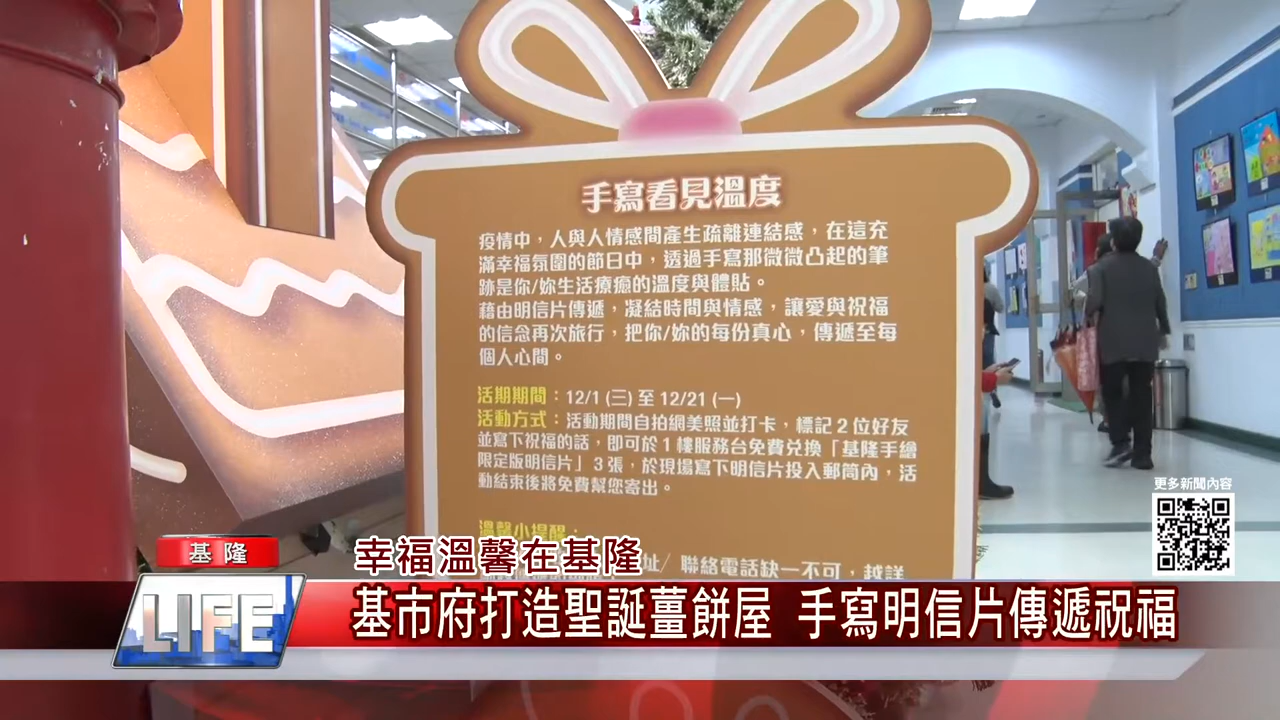 手寫看見溫度
疫情中，人與人情感間產生疏離連結感，在這充
滿幸福氛圍的節日中，透過手寫那微微凸起的筆
跡是你/妳生活療癒的溫度與體貼。
藉由明信片傳遞，凝結時間與情感，讓愛與祝福
的信念再次旅行，把你/妳的每份真心，傳遞至每
個人心間。
活期期間：12/1 (三) 至 12/21 (一)
活動方式：活動期間自拍網美照並打卡，標記 2 位好友
並寫下祝福的話，即可於 1 樓服務台免費兌換「基隆手繪
限定版明信片」3 張，於現場寫下明信片投入郵筒內，活
動結束後將免費幫您寄出。
溫馨小提醒：
址/ 聯絡電話缺一不可，越詳
更多新聞內容
基隆
幸福溫馨在基隆
LIFE
基市府打造聖誕薑餅屋 手寫明信片傳遞祝福